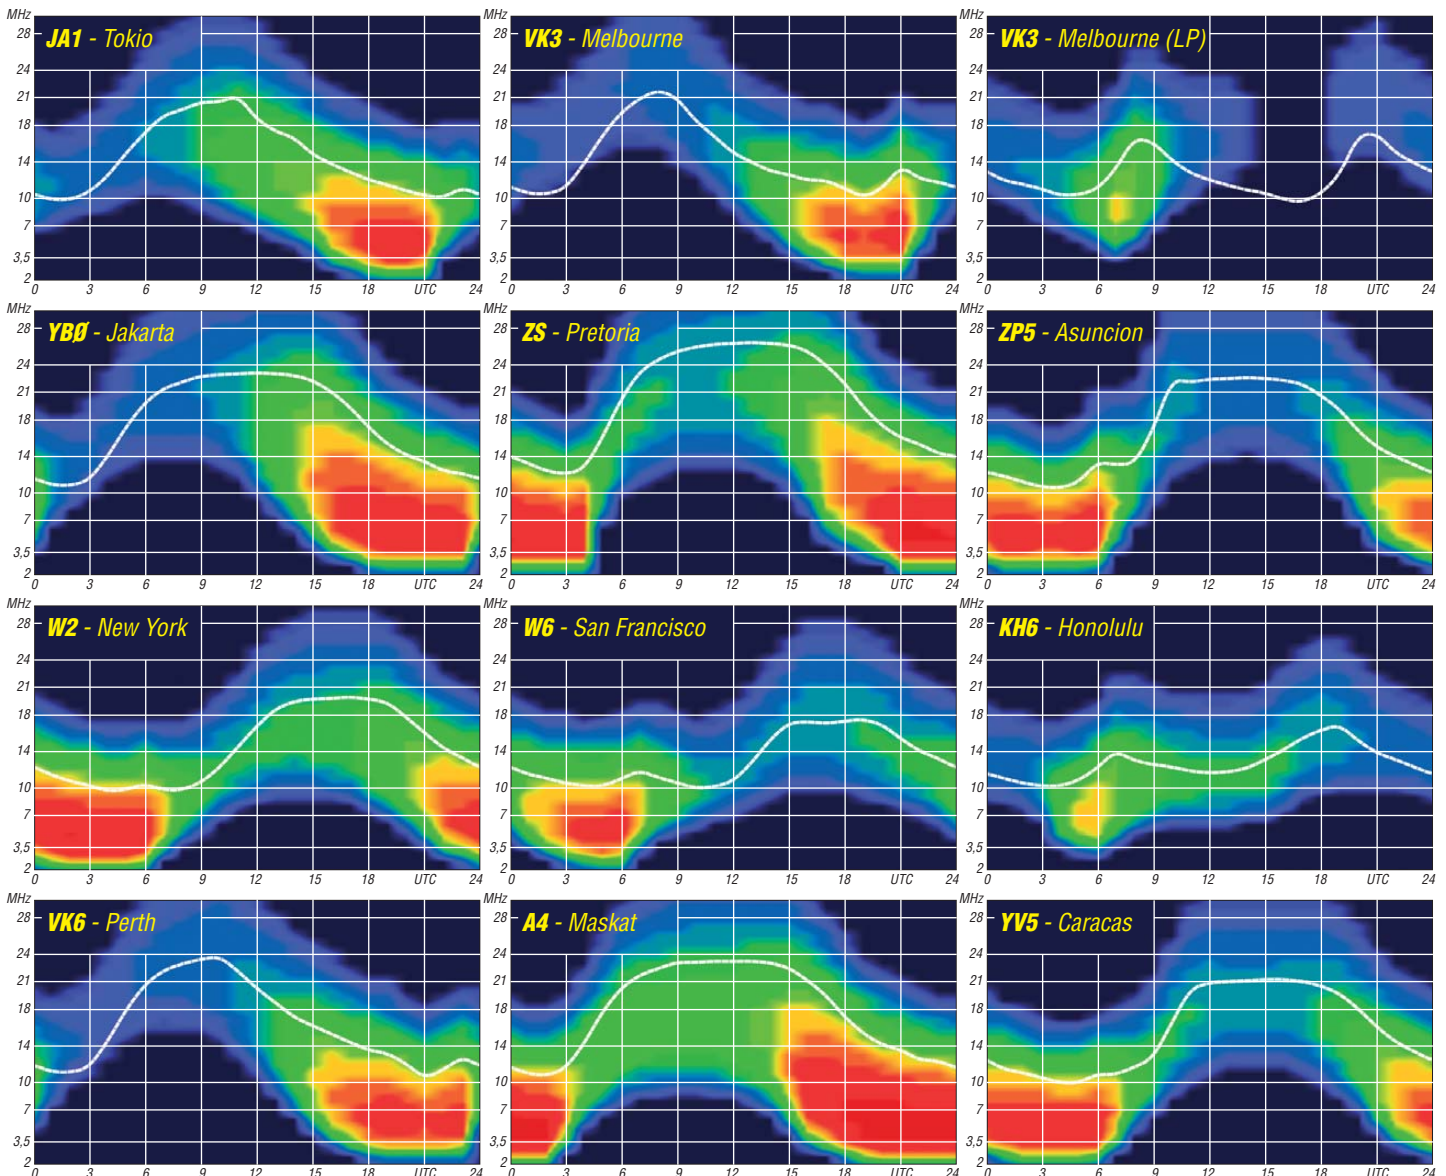 MHz MHz MHz
28 28 28
JA1 - Tokio VK3 - Melbourne VK3 - Melbourne (LP)
24 24 24
21 21 21
18 18 18
14 14 14
10 10 10
7 7 7
3,5 3,5 3,5
2 2 2
0 3 6 9 12 15 18 UTC 24 0 3 6 9 12 15 18 UTC 24 0 3 6 9 12 15 18 UTC 24
MHz MHz MHz
28 28 28
YBØ - Jakarta ZS - Pretoria ZP5 - Asuncion
24 24 24
21 21 21
18 18 18
14 14 14
10 10 10
7 7 7
3,5 3,5 3,5
2 2 2
0 3 6 9 12 15 18 UTC 24 0 3 6 9 12 15 18 UTC 24 0 3 6 9 12 15 18 UTC 24
MHz MHz MHz
28 28 28
W2 - New York W6 - San Francisco KH6 - Honolulu
24 24 24
21 21 21
18 18 18
14 14 14
10 10 10
7 7 7
3,5 3,5 3,5
2 2 2
0 3 6 9 12 15 18 UTC 24 0 3 6 9 12 15 18 UTC 24 0 3 6 9 12 15 18 UTC 24
MHz MHz MHz
28 28 28
VK6 - Perth A4 - Maskat YV5 - Caracas
24 24 24
21 21 21
18 18 18
14 14 14
10 10 10
7 7 7
3,5 3,5 3,5
2 2 2
0 3 6 9 12 15 18 UTC 24 0 3 6 9 12 15 18 UTC 24 0 3 6 9 12 15 18 UTC 24